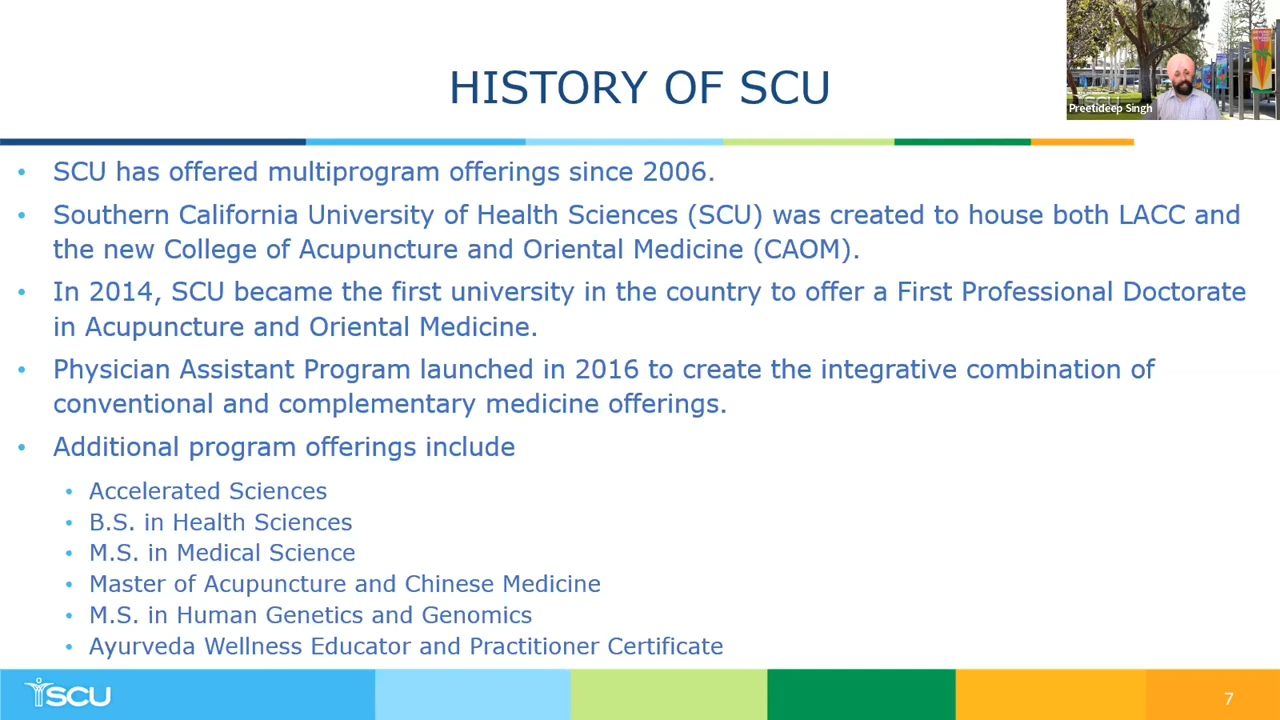 HISTORY OF SCU
Preetideep Singh
• SCU has offered multiprogram offerings since 2006.
• Southern California University of Health Sciences (SCU) was created to house both LACC and
the new College of Acupuncture and Oriental Medicine (CAOM).
• In 2014, SCU became the first university in the country to offer a First Professional Doctorate
in Acupuncture and Oriental Medicine.
• Physician Assistant Program launched in 2016 to create the integrative combination of
conventional and complementary medicine offerings.
• Additional program offerings include
• Accelerated Sciences
• B.S. in Health Sciences
• M.S. in Medical Science
• Master of Acupuncture and Chinese Medicine
• M.S. in Human Genetics and Genomics
• Ayurveda Wellness Educator and Practitioner Certificate
SCU
7